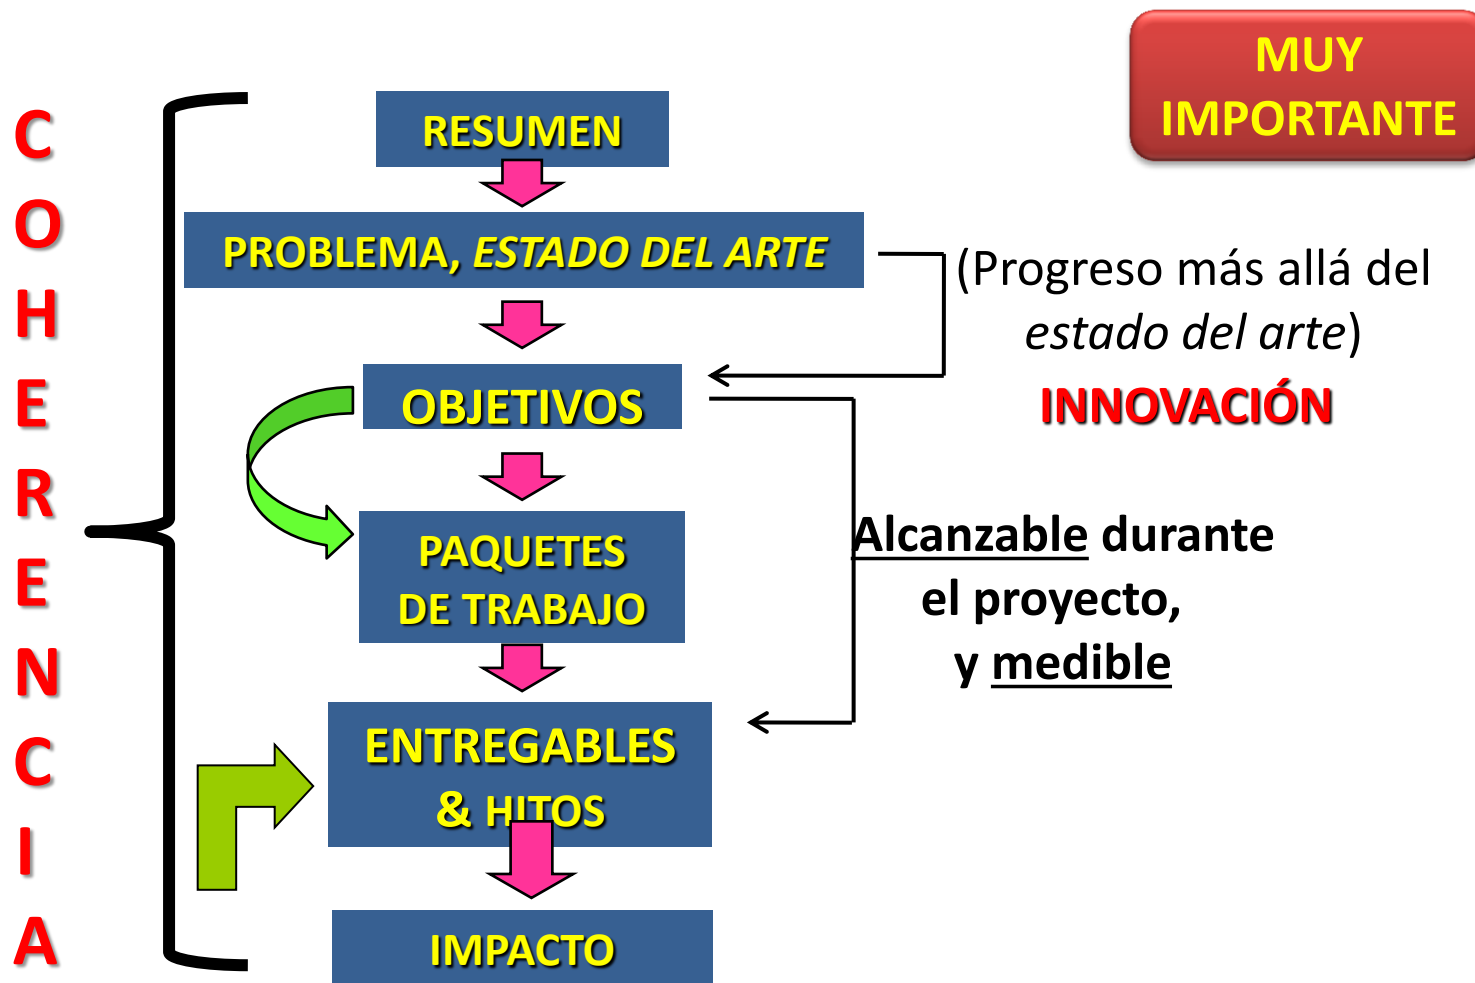 MUY
IMPORTANTE
COHERENCIA
RESUMEN
PROBLEMA, ESTADO DEL ARTE
(Progreso más allá del
estado del arte)
INNOVACIÓN
OBJETIVOS
PAQUETES
DE TRABAJO
Alcanzable durante
el proyecto,
y medible
ENTREGABLES
& HITOS
IMPACTO